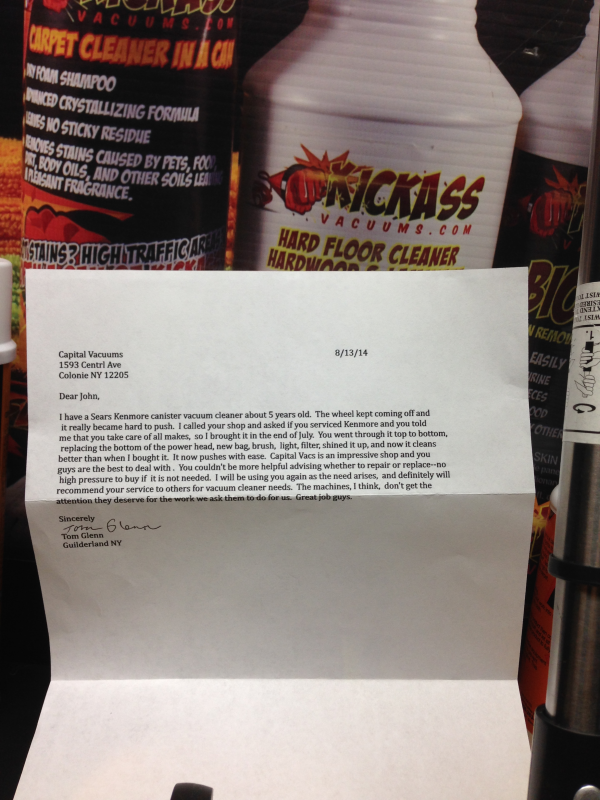 VACUUMS.COM
CARPET CLEANER IN A CAN
FOAM SHAMPOO
CRYSTALLIZING FORMULA
NO STICKY RESIDUE
STAINS CAUSED BY PETS, FOOD,
BODY OILS, AND OTHER SOILS
FRAGRANCE.
STAINS? HIGH TRAFFIC
KICKASS
VACUUMS.COM
HARD FLOOR CLEANER
HARDWOOD &
BIO
Capital Vacuums
8/13/14
1593 Centrl Ave
Colonie NY 12205
Dear John,
I have a Sears Kenmore canister vacuum cleaner about 5 years old. The wheel kept coming off and
it really became hard to push. I called your shop and asked if you serviced Kenmore and you told
me that you take care of all makes, so I brought it in the end of July. You went through it top to bottom,
replacing the bottom of the power head, new bag, brush, light, filter, shined it up, and now it cleans
better than when I bought it. It now pushes with ease. Capital Vacs is an impressive shop and you
guys are the best to deal with. You couldn't be more helpful advising whether to repair or replace--no
high pressure to buy if it is not needed. I will be using you again as the need arises, and definitely will
recommend your service to others for vacuum cleaner needs. The machines, I think, don't get the
attention they deserve for the work we ask them to do for us. Great job guys.
Sincerely
Tom Glenn
Tom Glenn
Guilderland NY
EASILY
SKIN